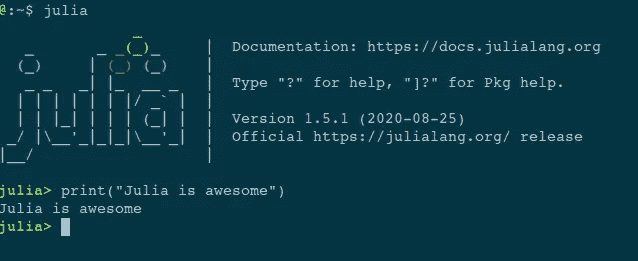 @:~$ julia
Documentation: https://docs.julialang.org
Type "?" for help, "]?" for Pkg help.
julia
Version 1.5.1 (2020-08-25)
Official https://julialang.org/ release
julia> print("Julia is awesome")
Julia is awesome
julia>